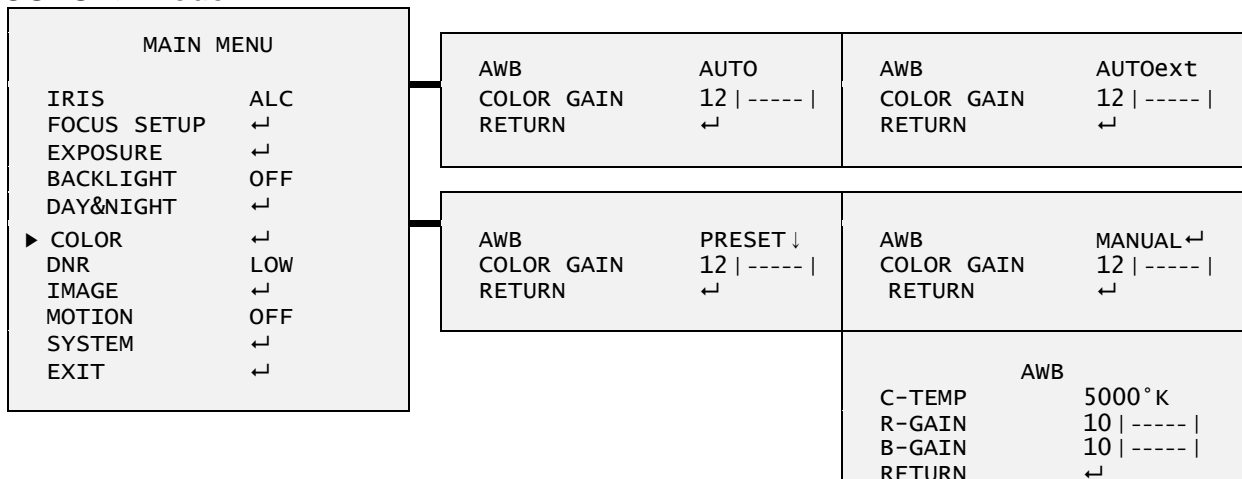 MAIN MENU
IRIS ALC
FOCUS SETUP ↵
EXPOSURE ↵
BACKLIGHT OFF
DAY&NIGHT ↵
▶ COLOR ↵
DNR LOW
IMAGE ↵
MOTION OFF
SYSTEM ↵
EXIT ↵
AWB AUTO
COLOR GAIN 12|-----|
RETURN ↵
AWB AUTOext
COLOR GAIN 12|-----|
RETURN ↵
AWB PRESET↓
COLOR GAIN 12|-----|
RETURN ↵
AWB MANUAL↵
COLOR GAIN 12|-----|
RETURN ↵
AWB
C-TEMP 5000°K
R-GAIN 10|-----|
B-GAIN 10|-----|
RETURN ↵